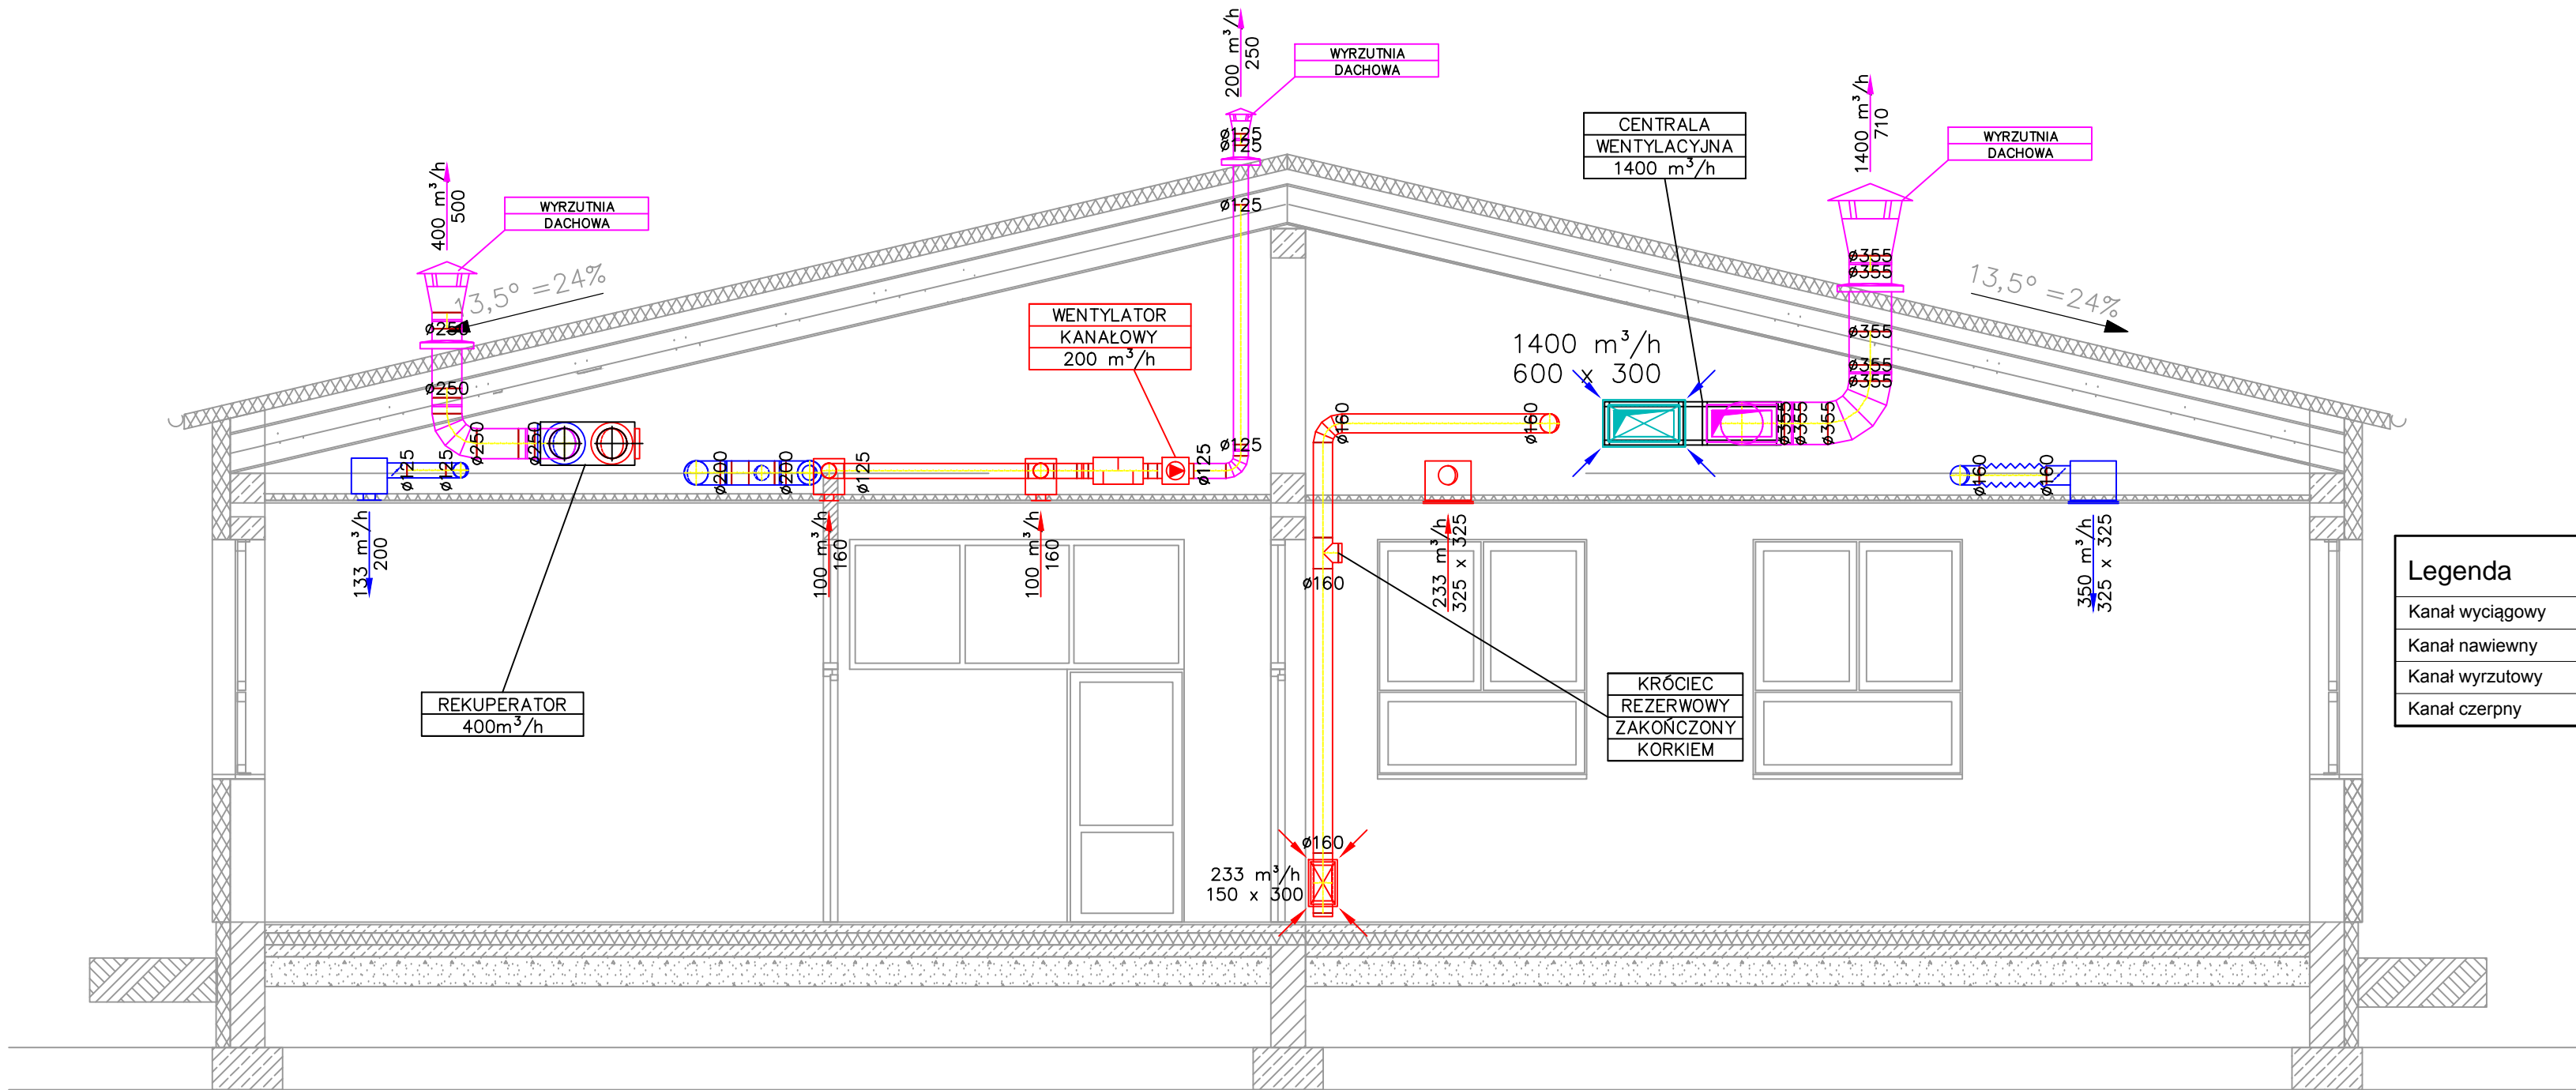 200 m³/h
250
WYRZUTNIA
DACHOWA
1400 m³/h
710
WYRZUTNIA
DACHOWA
CENTRALA
WENTYLACYJNA
1400 m³/h
400 m³/h
500
WYRZUTNIA
DACHOWA
13,5° =24%
13,5° =24%
ø125
ø125
ø125
ø125
ø125
ø355
ø355
ø355
ø355
ø355
ø355
ø355
ø355
WENTYLATOR
KANAŁOWY
200 m³/h
1400 m³/h
600 x 300
ø250
ø250
ø250
ø250
ø125
ø125
ø200
ø200
ø125
ø160
ø160
ø160
ø160
133 m³/h
200
100 m³/h
160
100 m³/h
160
233 m³/h
325 x 325
350 m³/h
325 x 325
ø160
REKUPERATOR
400m³/h
KRÓCIEC
REZERWOWY
ZAKOŃCZONY
KORKIEM
ø160
233 m³/h
150 x 300
Legenda
Kanał wyciągowy
Kanał nawiewny
Kanał wyrzutowy
Kanał czerpny